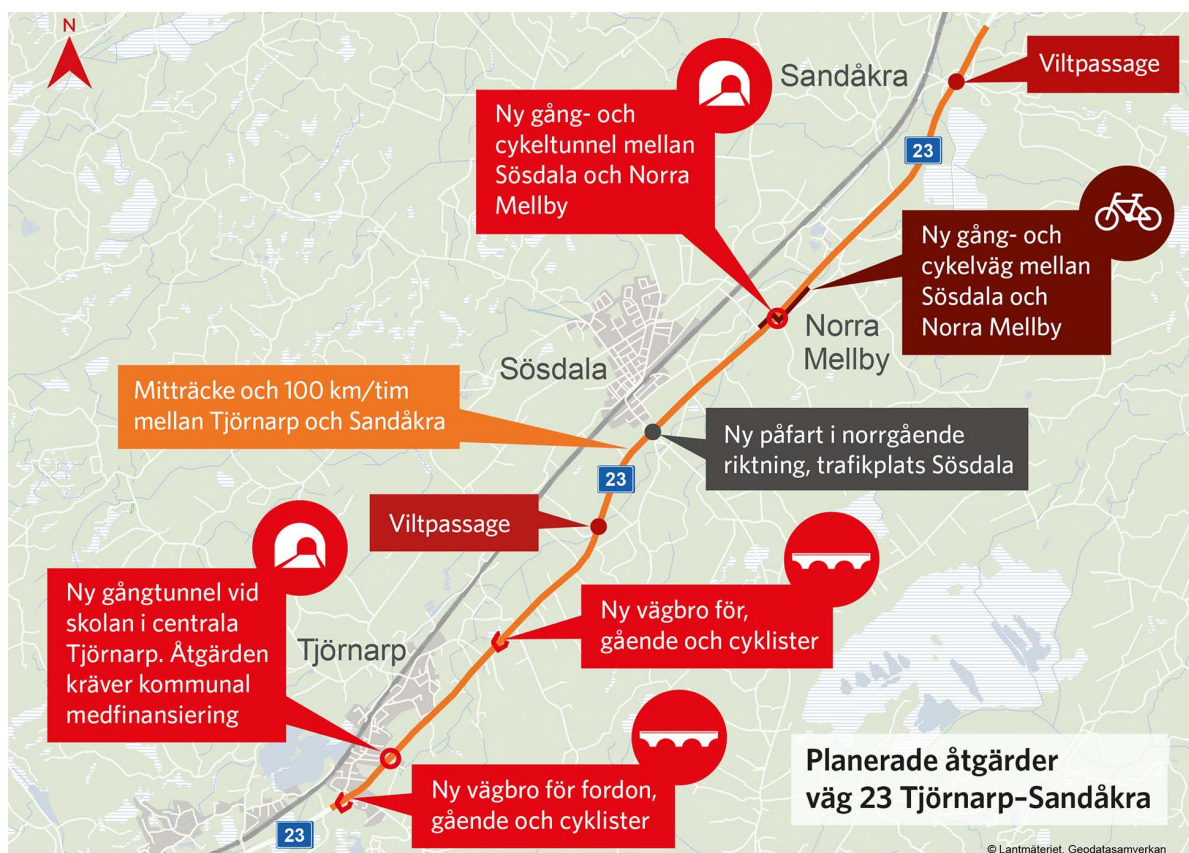 N
Sandåkra
Viltpassage
Ny gång- och
cykeltunnel mellan
Sösdala och Norra
Mellby
23
Ny gång- och
cykelväg mellan
Sösdala och
Norra Mellby
Norra
Mellby
Sösdala
Mitträcke och 100 km/tim
mellan Tjörnarp och Sandåkra
Ny påfart i norrgående
riktning, trafikplats Sösdala
23
Viltpassage
Ny gångtunnel vid
skolan i centrala
Tjörnarp. Åtgärden
kräver kommunal
medfinansiering
Ny vägbro för,
gående och cyklister
Tjörnarp
Ny vägbro för fordon,
gående och cyklister
23
Planerade åtgärder
väg 23 Tjörnarp–Sandåkra
© Lantmäteriet, Geodatasamverkan